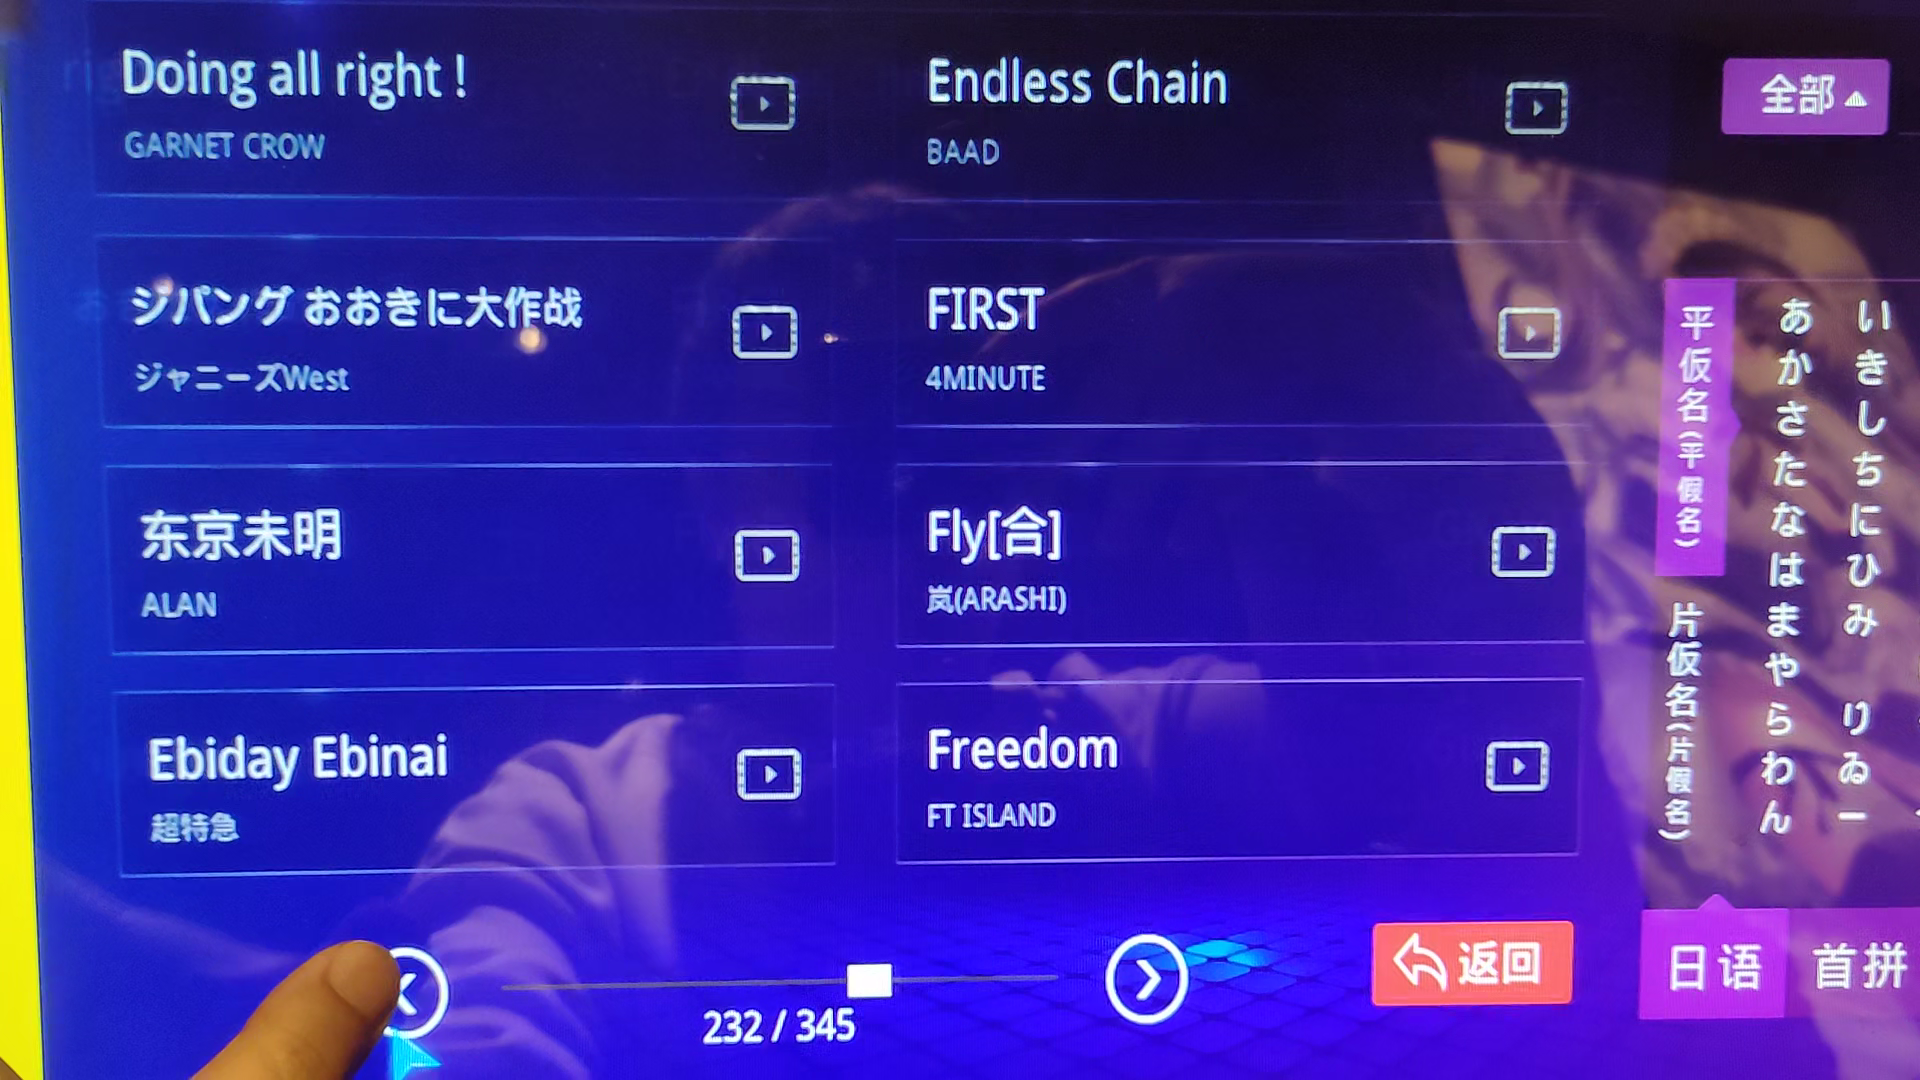 Doing all right !
GARNET CROW
Endless Chain
BAAD
ジパング おおきに大作战
ジャニーズWest
FIRST
4MINUTE
东京未明
ALAN
Fly[合]
岚(ARASHI)
Ebiday Ebinai
超特急
Freedom
FT ISLAND
232 / 345
返回
全部
平仮名(平假名)
片仮名(片假名)
あかさたなはまやらわん
いきしちにひみ りゐー
日语
首拼